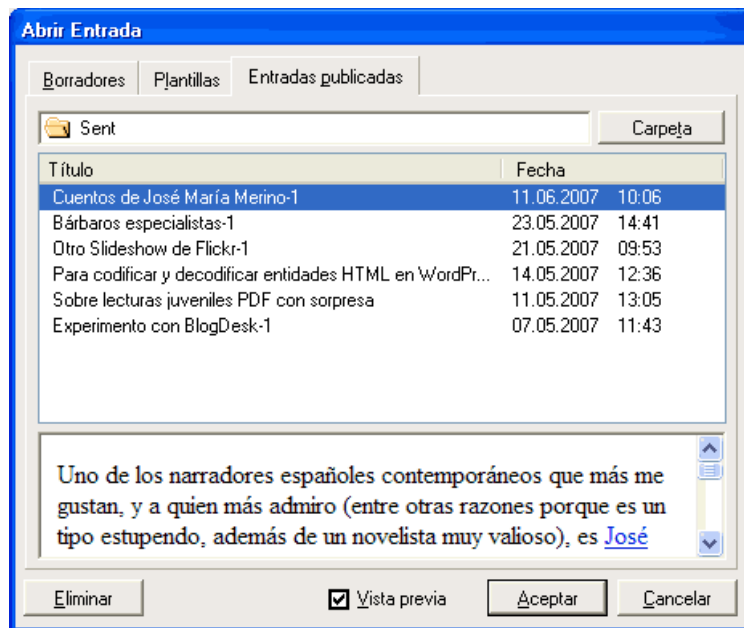 Abrir Entrada
Borradores Plantillas Entradas publicadas
Sent Carpeta
Título Fecha
Cuentos de José María Merino-1 11.06.2007 10:06
Bárbaros especialistas-1 23.05.2007 14:41
Otro Slideshow de Flickr-1 21.05.2007 09:53
Para codificar y decodificar entidades HTML en WordPr... 14.05.2007 12:36
Sobre lecturas juveniles PDF con sorpresa 11.05.2007 13:05
Experimento con BlogDesk-1 07.05.2007 11:43
Uno de los narradores españoles contemporáneos que más me
gustan, y a quien más admiro (entre otras razones porque es un
tipo estupendo, además de un novelista muy valioso), es José
Eliminar Vista previa Aceptar Cancelar